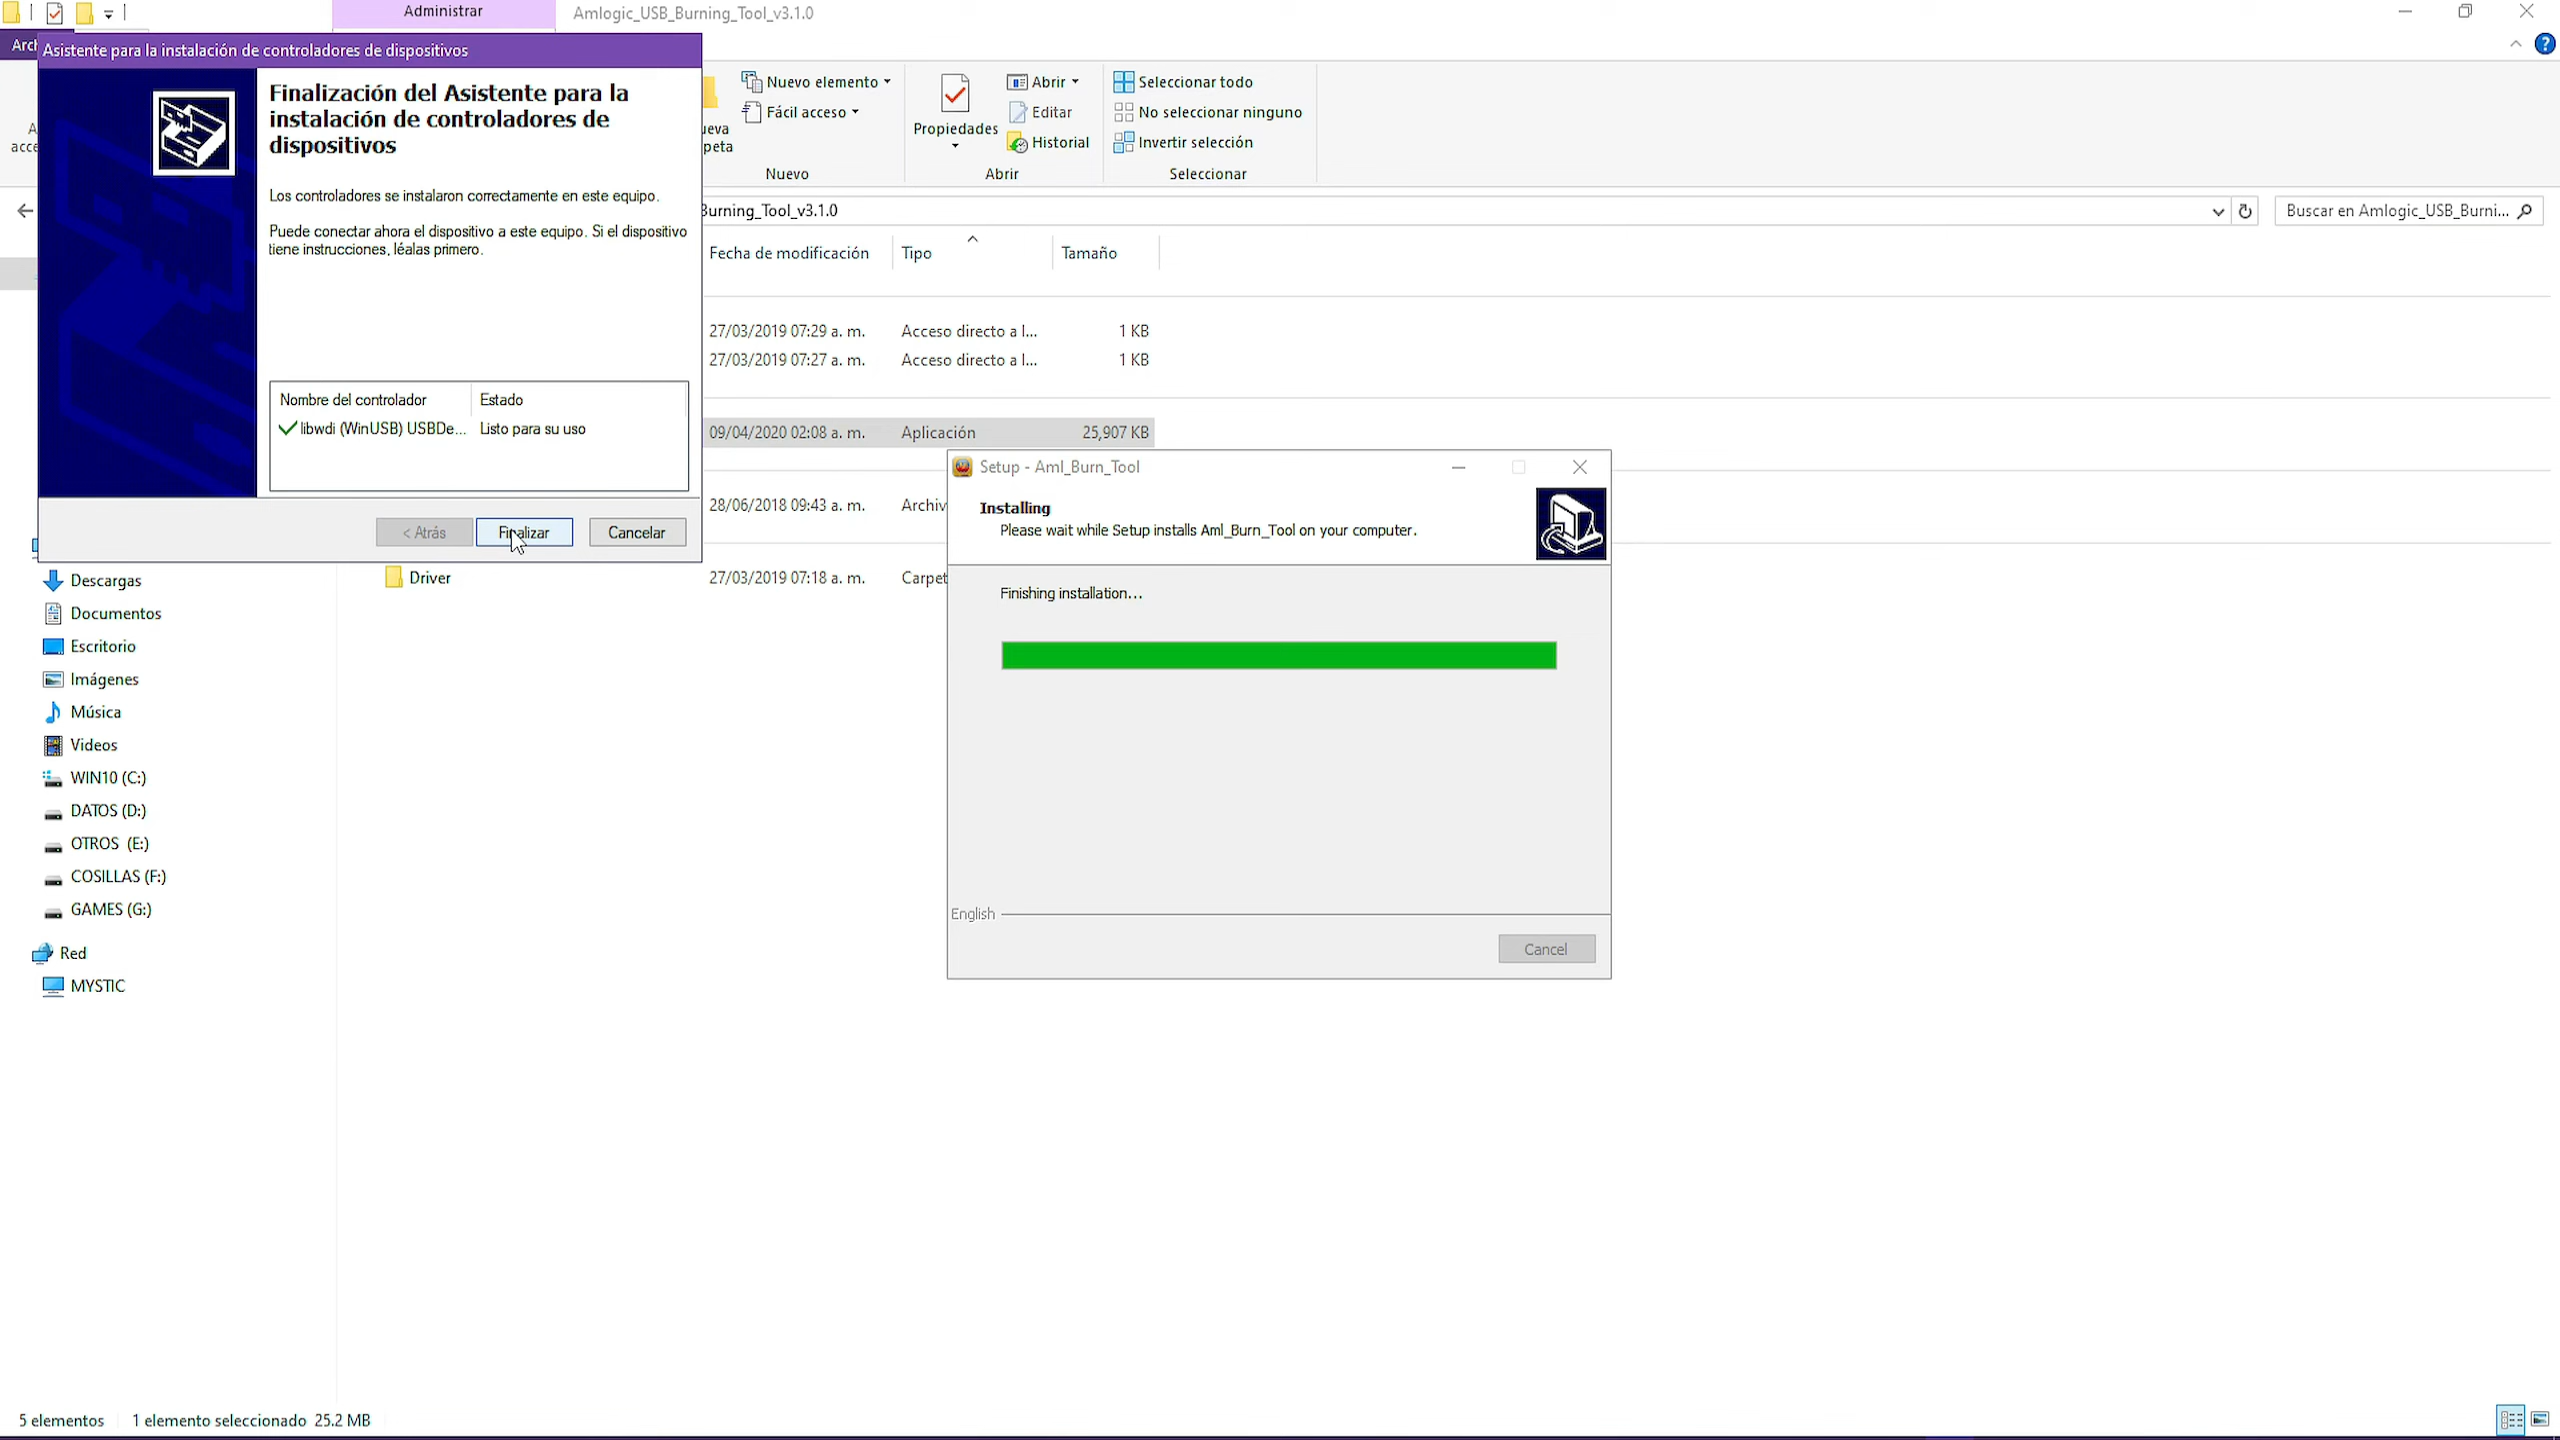 Administrar
Amlogic_USB_Burning_Tool_v3.1.0
Asistente para la instalación de controladores de dispositivos
Finalización del Asistente para la
instalación de controladores de
dispositivos
Los controladores se instalaron correctamente en este equipo.
Puede conectar ahora el dispositivo a este equipo. Si el dispositivo
tiene instrucciones, léalas primero.
Nombre del controlador Estado
libwdi (WinUSB) USBDe... Listo para su uso
< Atrás Finalizar Cancelar
Nuevo elemento
Fácil acceso
Nuevo
Propiedades
Abrir
Editar
Historial
Abrir
Seleccionar todo
No seleccionar ninguno
Invertir selección
Seleccionar
Burning_Tool_v3.1.0
Buscar en Amlogic_USB_Burni...
Fecha de modificación Tipo Tamaño
27/03/2019 07:29 a. m. Acceso directo a l... 1 KB
27/03/2019 07:27 a. m. Acceso directo a l... 1 KB
09/04/2020 02:08 a. m. Aplicación 25,907 KB
28/06/2018 09:43 a. m. Archiv
Driver 27/03/2019 07:18 a. m. Carpet
Setup - Aml_Burn_Tool
Installing
Please wait while Setup installs Aml_Burn_Tool on your computer.
Finishing installation...
English
Cancel
Descargas
Documentos
Escritorio
Imágenes
Música
Videos
WIN10 (C:)
DATOS (D:)
OTROS (E:)
COSILLAS (F:)
GAMES (G:)
Red
MYSTIC
5 elementos 1 elemento seleccionado 25.2 MB